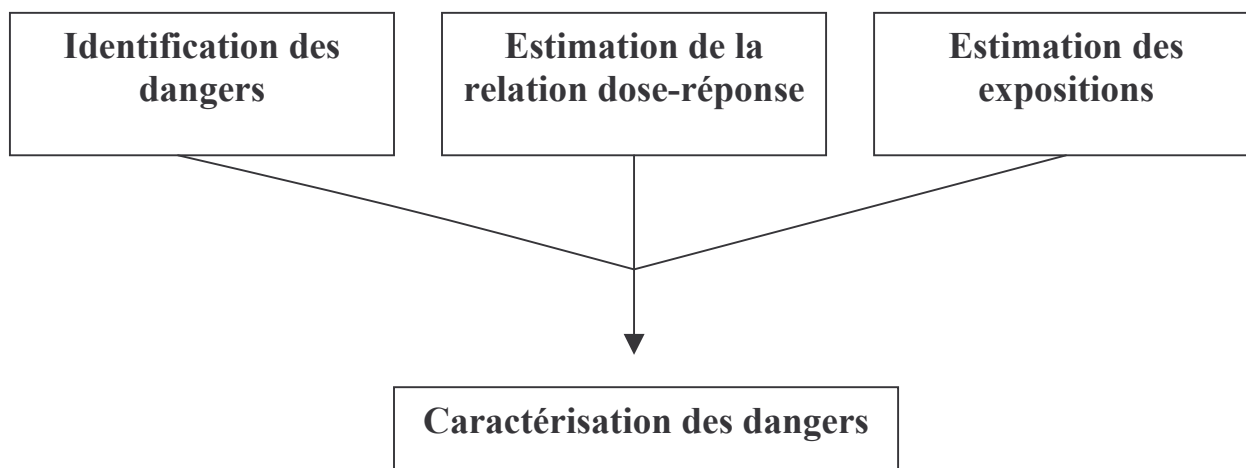 Identification des
dangers
Estimation de la
relation dose-réponse
Estimation des
expositions
Caractérisation des dangers